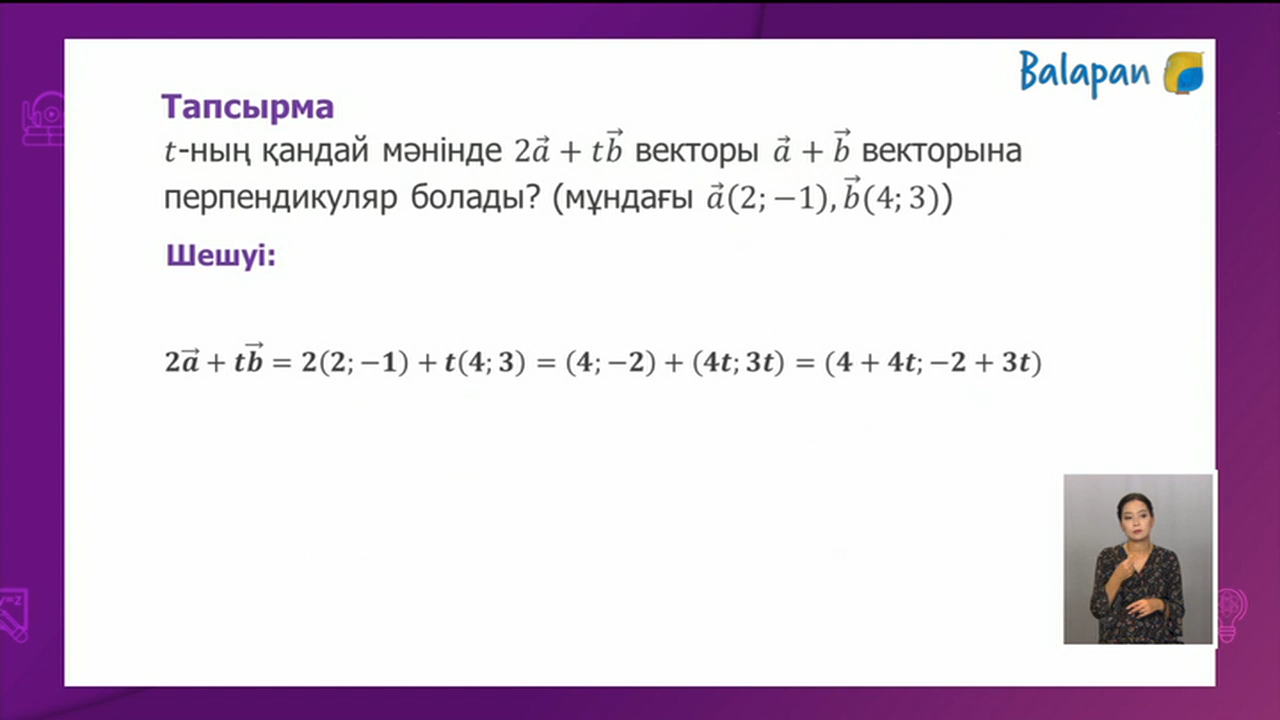 Balapan
Тапсырма
t-ның қандай мәнінде 2a⃗ + tb⃗ векторы a⃗ + b⃗ векторына
перпендикуляр болады? (мұндағы a⃗(2; −1), b⃗(4; 3))
Шешуі:
2a⃗ + tb⃗ = 2(2; −1) + t(4; 3) = (4; −2) + (4t; 3t) = (4 + 4t; −2 + 3t)